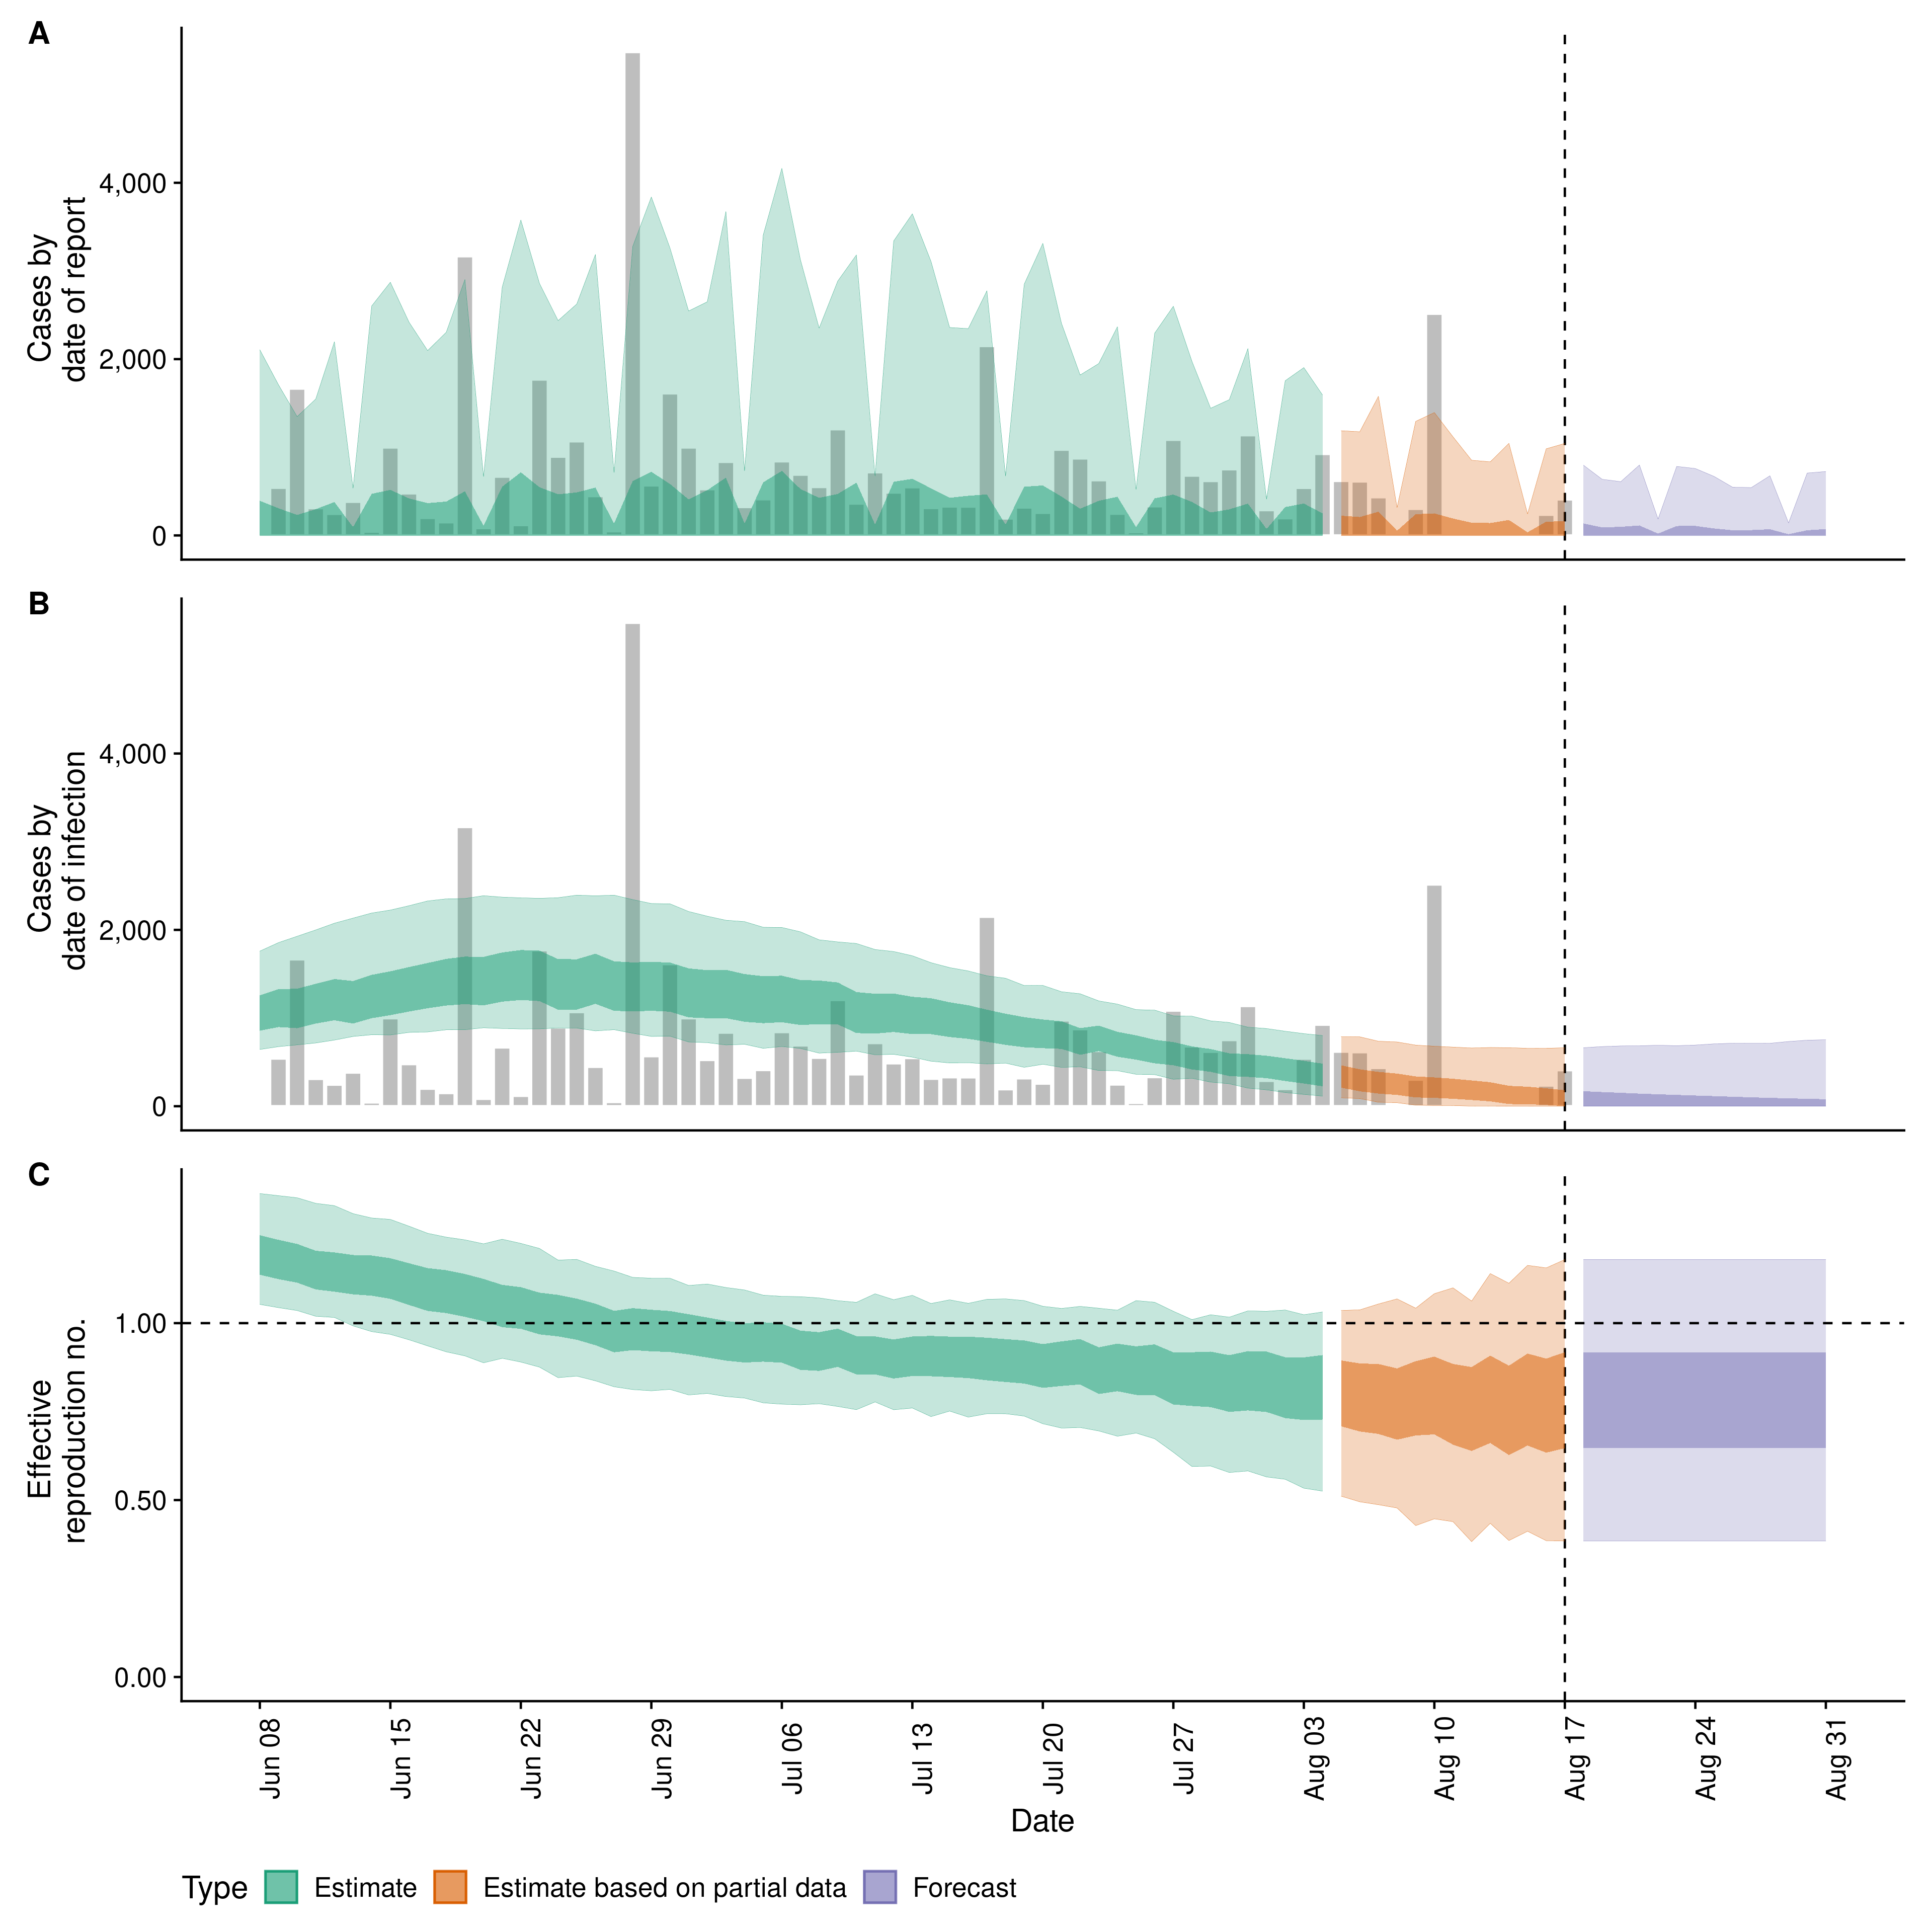 A
Cases by
date of report
4,000
2,000
0
B
Cases by
date of infection
4,000
2,000
0
C
Effective
reproduction no.
1.00
0.50
0.00
Jun 08
Jun 15
Jun 22
Jun 29
Jul 06
Jul 13
Jul 20
Jul 27
Aug 03
Aug 10
Aug 17
Aug 24
Aug 31
Date
Type Estimate Estimate based on partial data Forecast